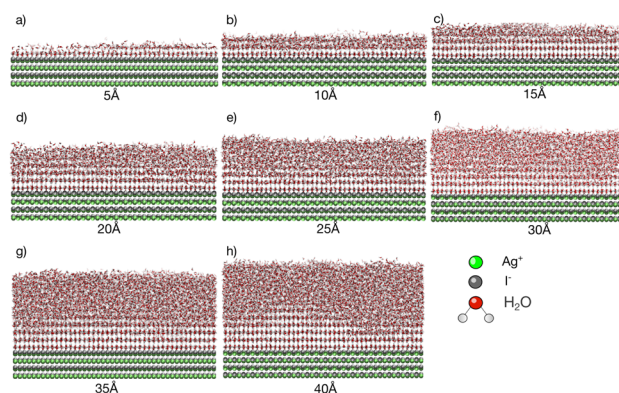 a)
b)
c)
5Å
10Å
15Å
d)
e)
f)
20Å
25Å
30Å
g)
h)
Ag⁺
I⁻
H₂O
35Å
40Å